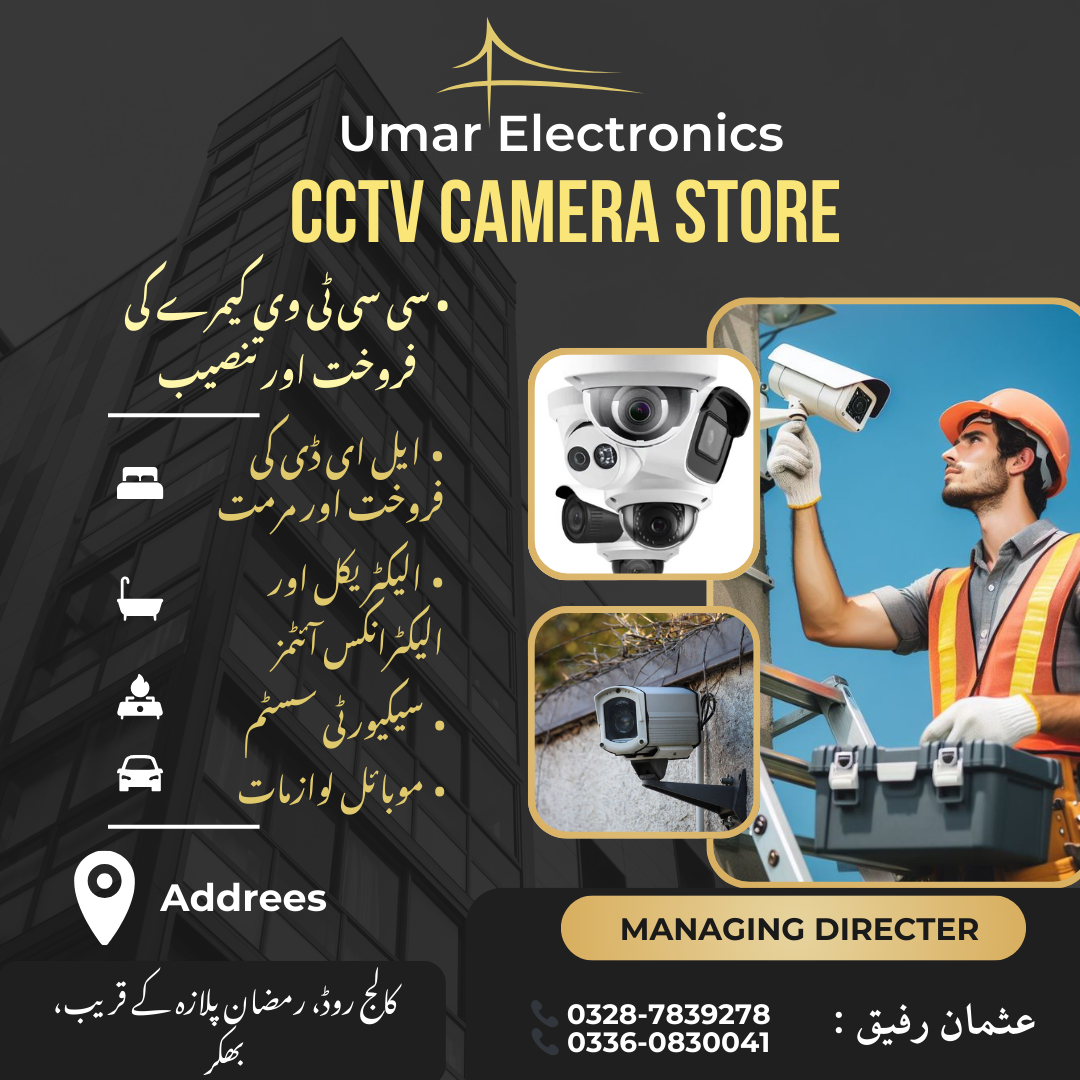 Umar Electronics
CCTV CAMERA STORE
• سی سی ٹی وی کیمرے کی
فروخت اور تنصیب
• ایل ای ڈی کی
فروخت اور مرمت
• الیکٹریکل اور
الیکٹرانکس آئٹمز
• سیکیورٹی سسٹم
• موبائل لوازمات
Addrees
کالج روڈ، رمضان پلازہ کے قریب،
بھکر
MANAGING DIRECTER
عثمان رفیق :
0328-7839278
0336-0830041